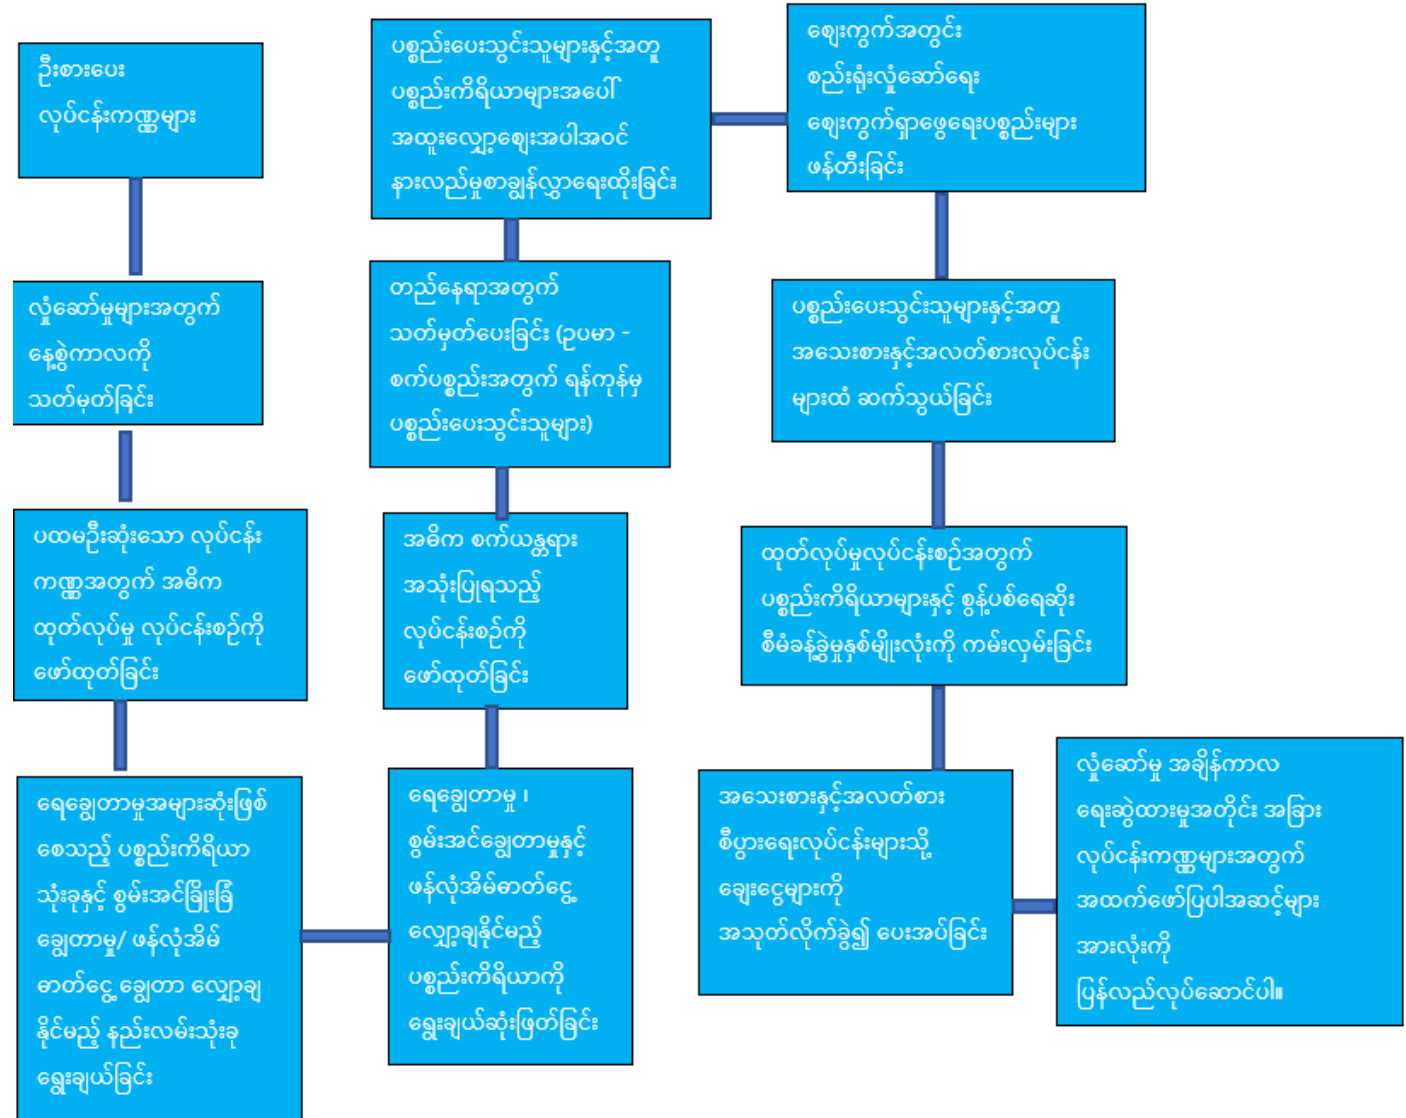 ဦးစားပေး
လုပ်ငန်းကဏ္ဍများ
လှုံ့ဆော်မှုများအတွက်
နေ့စွဲကာလကို
သတ်မှတ်ခြင်း
ပထမဦးဆုံးသော လုပ်ငန်း
ကဏ္ဍအတွက် အဓိက
ထုတ်လုပ်မှု လုပ်ငန်းစဉ်ကို
ဖော်ထုတ်ခြင်း
ရေချွေတာမှုအများဆုံးဖြစ်
စေသည့် ပစ္စည်းကိရိယာ
သုံးခုနှင့် စွမ်းအင်ခြိုးခြံ
ချွေတာမှု/ ဖန်လုံအိမ်
ဓာတ်ငွေ့ ချွေတာ လျှော့ချ
နိုင်မည့် နည်းလမ်းသုံးခု
ရွေးချယ်ခြင်း
ရေချွေတာမှု ၊
စွမ်းအင်ချွေတာမှုနှင့်
ဖန်လုံအိမ်ဓာတ်ငွေ့
လျှော့ချနိုင်မည့်
ပစ္စည်းကိရိယာကို
ရွေးချယ်ဆုံးဖြတ်ခြင်း
အဓိက စက်ယန္တရား
အသုံးပြုရသည့်
လုပ်ငန်းစဉ်ကို
ဖော်ထုတ်ခြင်း
တည်နေရာအတွက်
သတ်မှတ်ပေးခြင်း (ဥပမာ -
စက်ပစ္စည်းအတွက် ရန်ကုန်မှ
ပစ္စည်းပေးသွင်းသူများ)
ပစ္စည်းပေးသွင်းသူများနှင့်အတူ
ပစ္စည်းကိရိယာများအပေါ်
အထူးလျှော့ဈေးအပါအဝင်
နားလည်မှုစာချွန်လွှာရေးထိုးခြင်း
ဈေးကွက်အတွင်း
စည်းရုံးလှုံ့ဆော်ရေး
ဈေးကွက်ရှာဖွေရေးပစ္စည်းများ
ဖန်တီးခြင်း
ပစ္စည်းပေးသွင်းသူများနှင့်အတူ
အသေးစားနှင့်အလတ်စားလုပ်ငန်း
များထံ ဆက်သွယ်ခြင်း
ထုတ်လုပ်မှုလုပ်ငန်းစဉ်အတွက်
ပစ္စည်းကိရိယာများနှင့် စွန့်ပစ်ရေဆိုး
စီမံခန့်ခွဲမှုနှစ်မျိုးလုံးကို ကမ်းလှမ်းခြင်း
အသေးစားနှင့်အလတ်စား
စီပွားရေးလုပ်ငန်းများသို့
ချေးငွေများကို
အသုတ်လိုက်ခွဲ၍ ပေးအပ်ခြင်း
လှုံ့ဆော်မှု အချိန်ကာလ
ရေးဆွဲထားမှုအတိုင်း အခြား
လုပ်ငန်းကဏ္ဍများအတွက်
အထက်ဖော်ပြပါအဆင့်များ
အားလုံးကို
ပြန်လည်လုပ်ဆောင်ပါ။